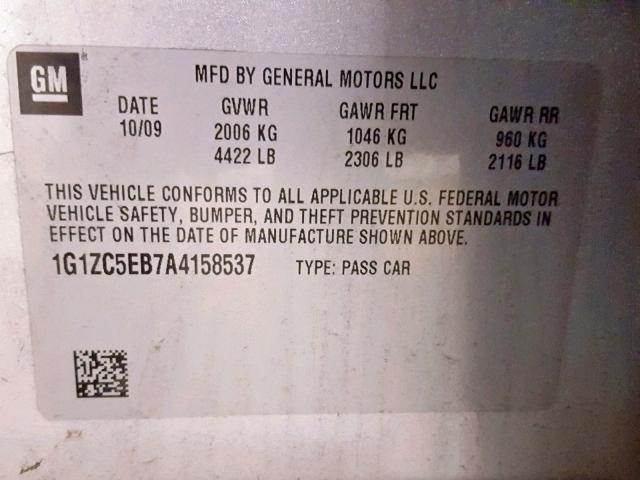 GM
MFD BY GENERAL MOTORS LLC
DATE GVWR GAWR FRT GAWR RR
10/09 2006 KG 1046 KG 960 KG
4422 LB 2306 LB 2116 LB
THIS VEHICLE CONFORMS TO ALL APPLICABLE U.S. FEDERAL MOTOR
VEHICLE SAFETY, BUMPER, AND THEFT PREVENTION STANDARDS IN
EFFECT ON THE DATE OF MANUFACTURE SHOWN ABOVE.
1G1ZC5EB7A4158537 TYPE: PASS CAR